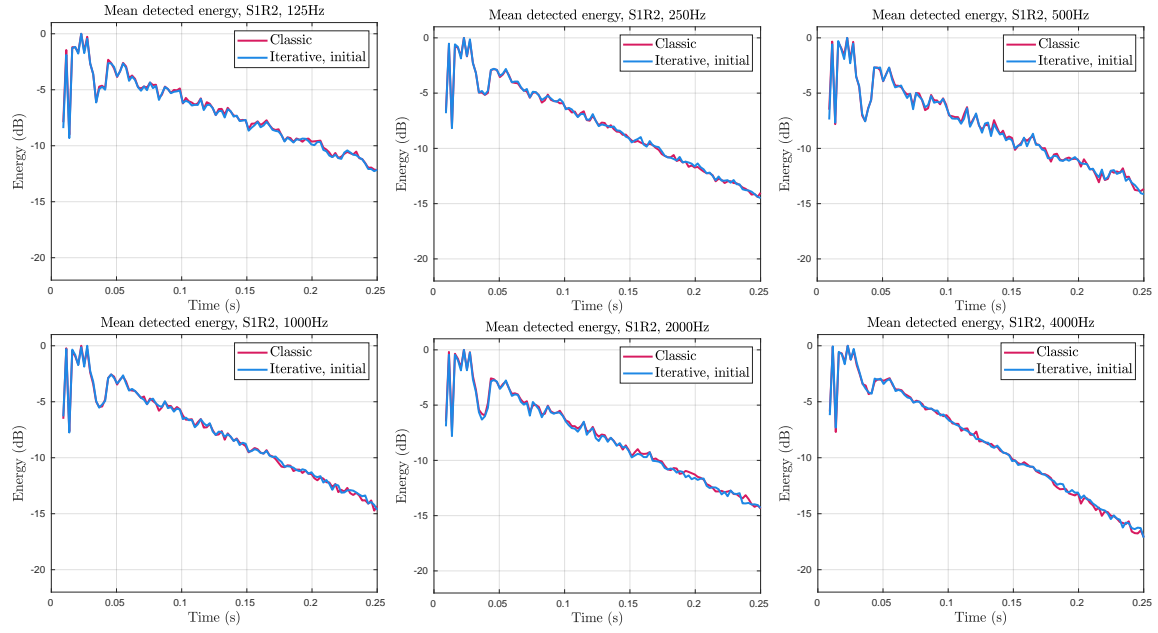 Mean detected energy, S1R2, 125Hz
Classic
Iterative, initial
0
-5
-10
-15
-20
Energy (dB)
0 0.05 0.1 0.15 0.2 0.25
Time (s)
Mean detected energy, S1R2, 250Hz
Classic
Iterative, initial
0
-5
-10
-15
-20
Energy (dB)
0 0.05 0.1 0.15 0.2 0.25
Time (s)
Mean detected energy, S1R2, 500Hz
Classic
Iterative, initial
0
-5
-10
-15
-20
Energy (dB)
0 0.05 0.1 0.15 0.2 0.25
Time (s)
Mean detected energy, S1R2, 1000Hz
Classic
Iterative, initial
0
-5
-10
-15
-20
Energy (dB)
0 0.05 0.1 0.15 0.2 0.25
Time (s)
Mean detected energy, S1R2, 2000Hz
Classic
Iterative, initial
0
-5
-10
-15
-20
Energy (dB)
0 0.05 0.1 0.15 0.2 0.25
Time (s)
Mean detected energy, S1R2, 4000Hz
Classic
Iterative, initial
0
-5
-10
-15
-20
Energy (dB)
0 0.05 0.1 0.15 0.2 0.25
Time (s)